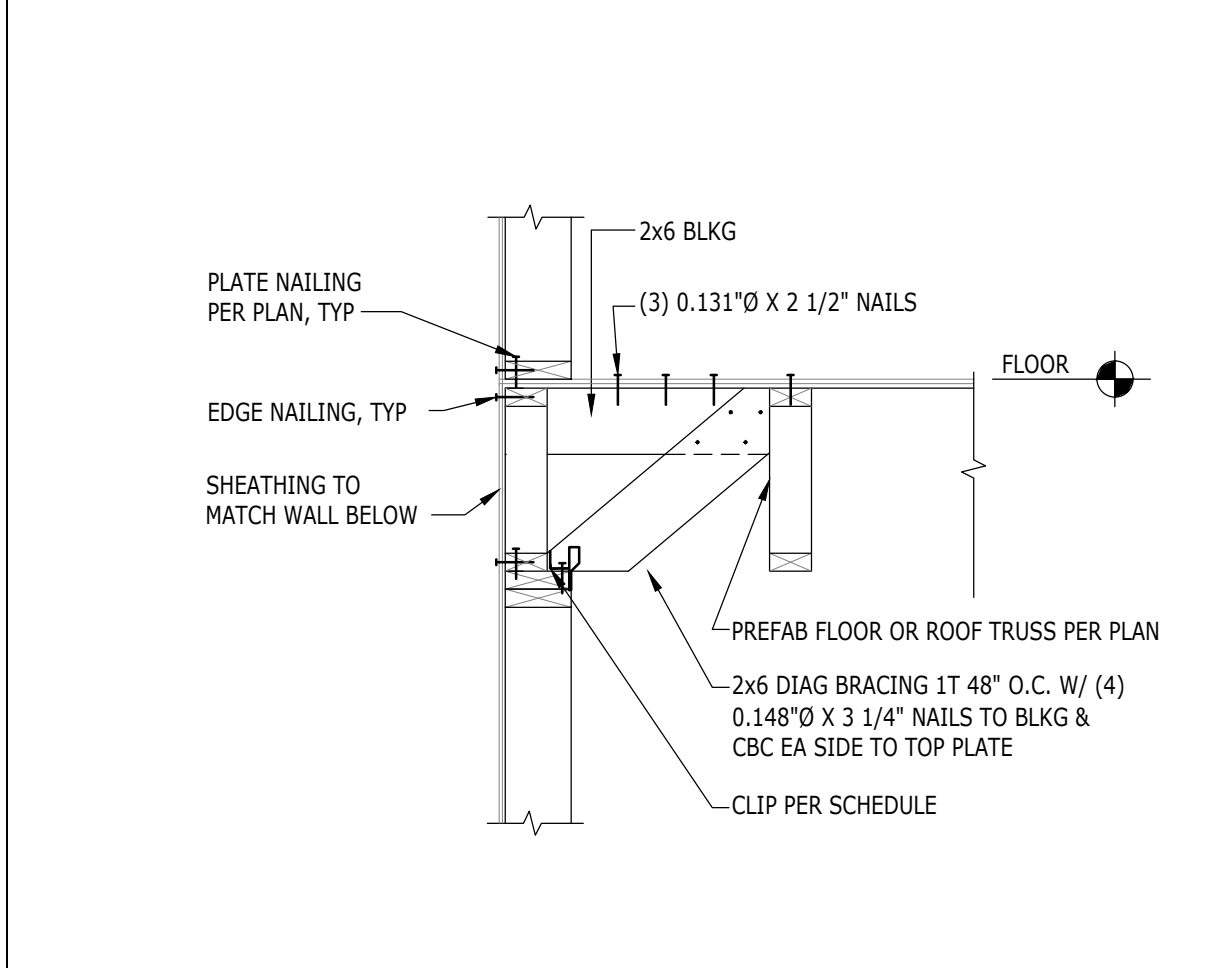 2x6 BLKG
PLATE NAILING
PER PLAN, TYP
(3) 0.131"Ø X 2 1/2" NAILS
FLOOR
EDGE NAILING, TYP
SHEATHING TO
MATCH WALL BELOW
PREFAB FLOOR OR ROOF TRUSS PER PLAN
2x6 DIAG BRACING 1T 48" O.C. W/ (4)
0.148"Ø X 3 1/4" NAILS TO BLKG &
CBC EA SIDE TO TOP PLATE
CLIP PER SCHEDULE